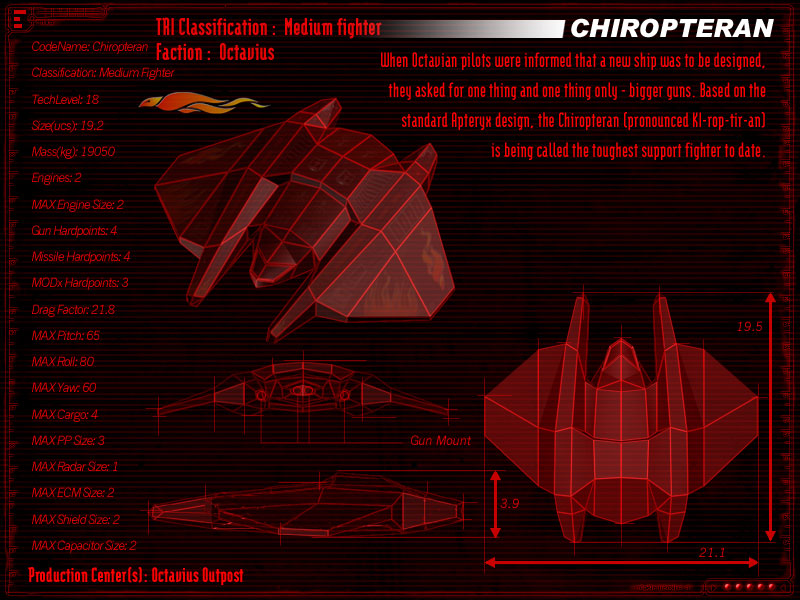 TRI Classification : Medium fighter
CHIROPTERAN
Faction : Octavius
When Octavian pilots were informed that a new ship was to be designed,
they asked for one thing and one thing only - bigger guns. Based on the
standard Apteryx design, the Chiropteran (pronounced KI-rop-tir-an)
is being called the toughest support fighter to date.
CodeName: Chiropteran
Classification: Medium Fighter
TechLevel: 18
Size(ucs): 19.2
Mass(kg): 19050
Engines: 2
MAX Engine Size: 2
Gun Hardpoints: 4
Missile Hardpoints: 4
MODx Hardpoints: 3
Drag Factor: 21.8
MAX Pitch: 65
MAX Roll: 80
MAX Yaw: 60
MAX Cargo: 4
MAX PP Size: 3
MAX Radar Size: 1
MAX ECM Size: 2
MAX Shield Size: 2
MAX Capacitor Size: 2
19.5
Gun Mount
3.9
21.1
Production Center(s): Octavius Outpost